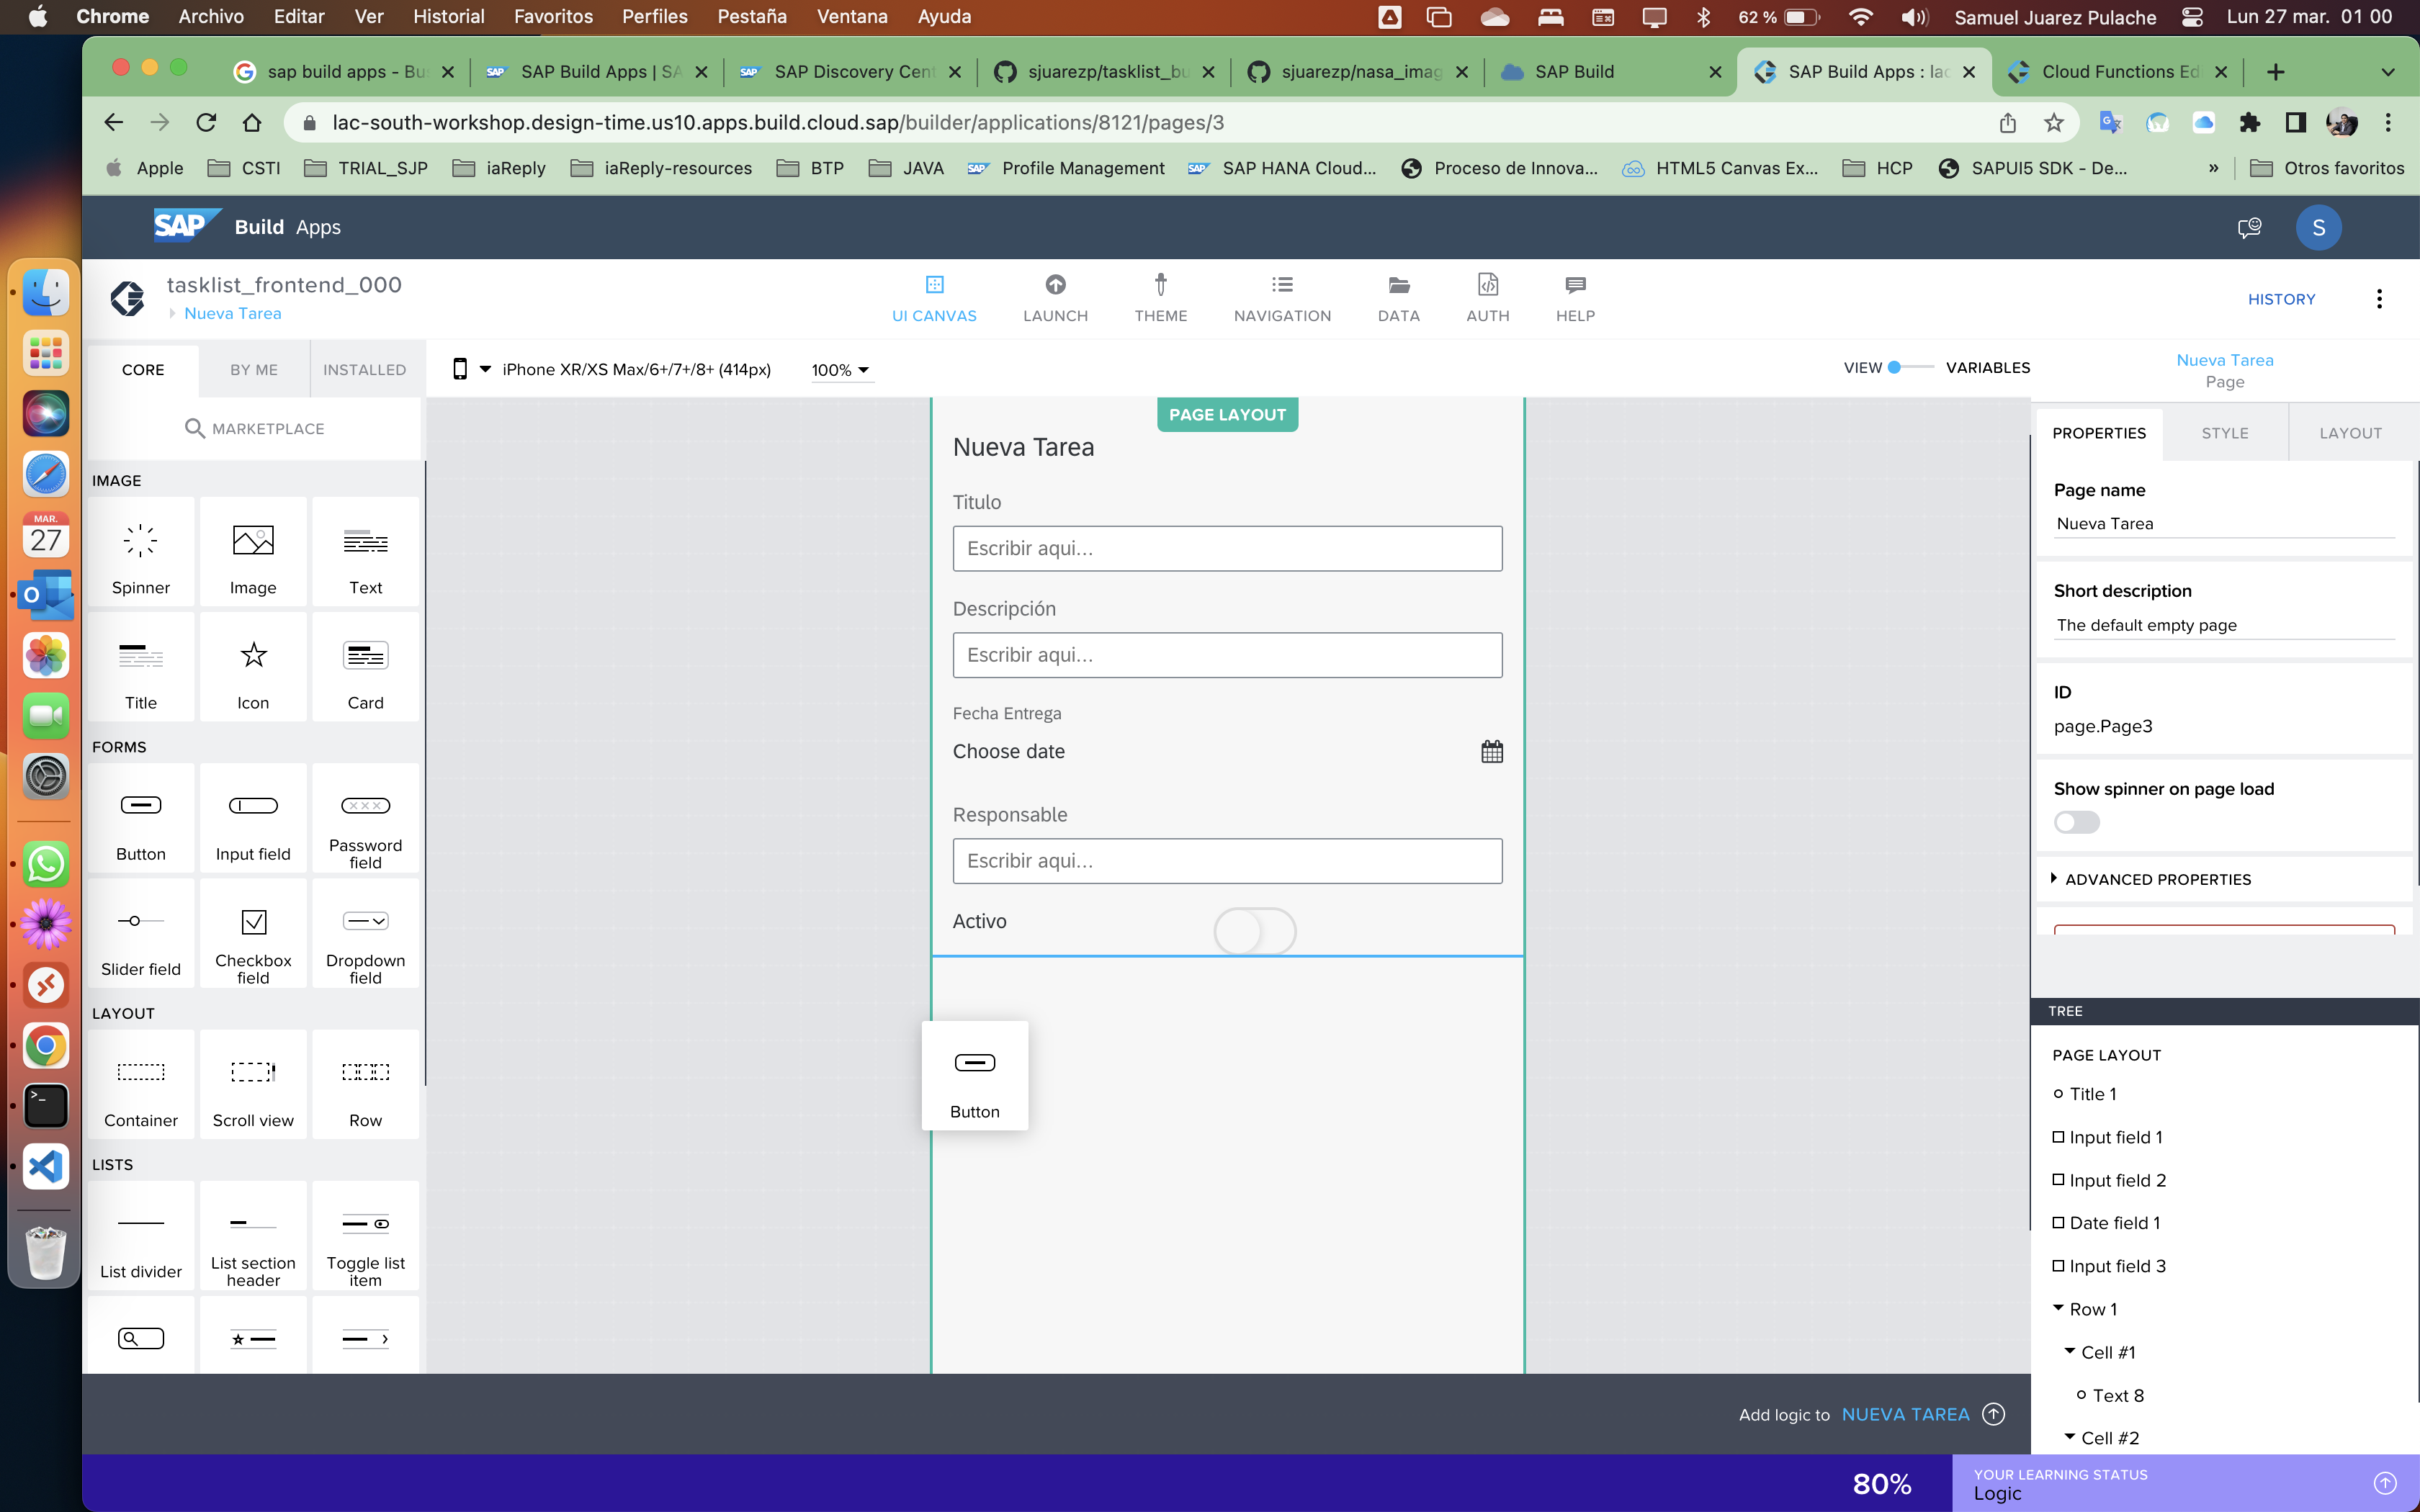 Chrome Archivo Editar Ver Historial Favoritos Perfiles Pestaña Ventana Ayuda 62 % Samuel Juarez Pulache Lun 27 mar. 01 00
sap build apps - Bu SAP Build Apps | SA SAP Discovery Cent sjuarezp/tasklist_bu sjuarezp/nasa_imag SAP Build SAP Build Apps : lac Cloud Functions Ed
lac-south-workshop.design-time.us10.apps.build.cloud.sap/builder/applications/8121/pages/3
Apple CSTI TRIAL_SJP iaReply iaReply-resources BTP JAVA SAP Profile Management SAP SAP HANA Cloud... Proceso de Innova... HTML5 Canvas Ex... HCP SAPUI5 SDK - De... » Otros favoritos
SAP Build Apps S
tasklist_frontend_000
Nueva Tarea
UI CANVAS LAUNCH THEME NAVIGATION DATA AUTH HELP
HISTORY
CORE BY ME INSTALLED
iPhone XR/XS Max/6+/7+/8+ (414px) 100%
VIEW VARIABLES
Nueva Tarea
Page
MARKETPLACE
IMAGE
Spinner Image Text
Title Icon Card
FORMS
Button Input field Password field
Slider field Checkbox field Dropdown field
LAYOUT
Container Scroll view Row
LISTS
List divider List section header Toggle list item
PAGE LAYOUT
Nueva Tarea
Titulo
Escribir aqui...
Descripción
Escribir aqui...
Fecha Entrega
Choose date
Responsable
Escribir aqui...
Activo
Button
PROPERTIES STYLE LAYOUT
Page name
Nueva Tarea
Short description
The default empty page
ID
page.Page3
Show spinner on page load
ADVANCED PROPERTIES
TREE
PAGE LAYOUT
Title 1
Input field 1
Input field 2
Date field 1
Input field 3
Row 1
Cell #1
Text 8
Cell #2
Add logic to NUEVA TAREA
80%
YOUR LEARNING STATUS
Logic
MAR.
27